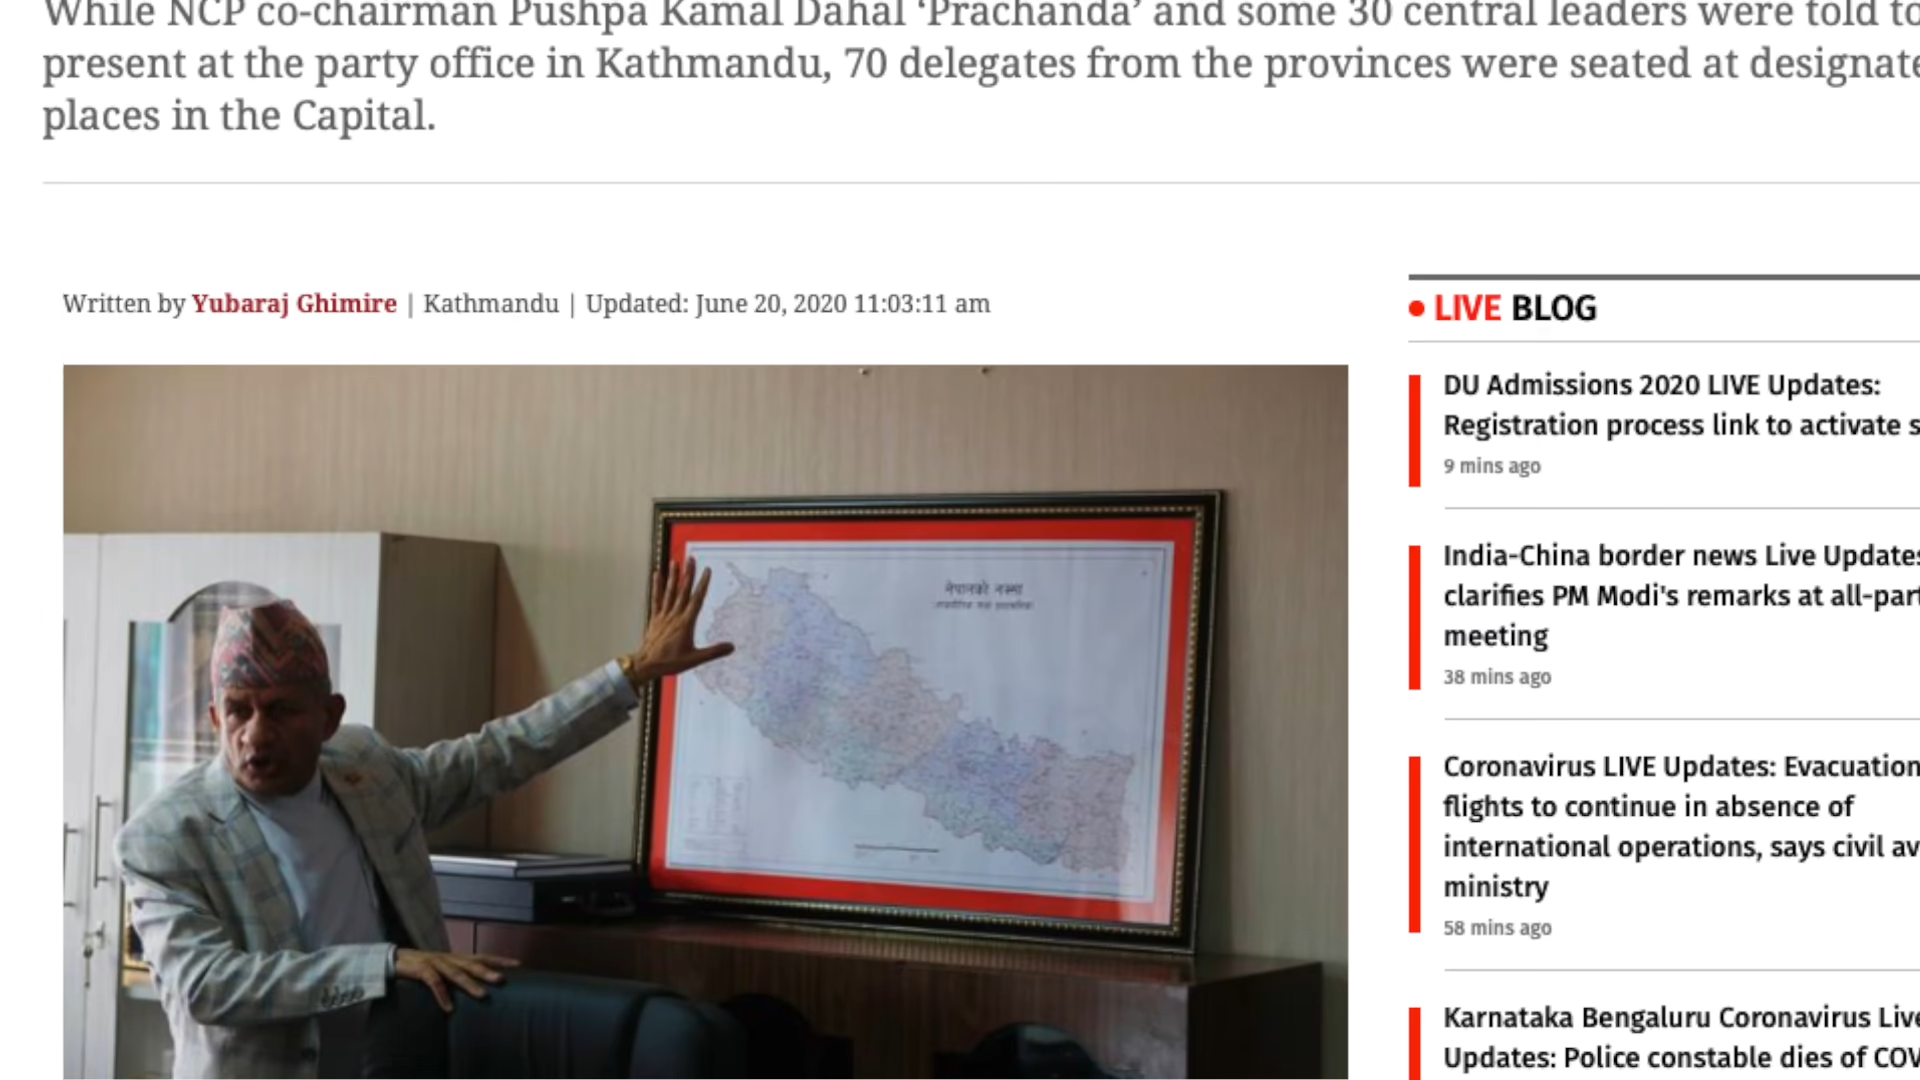 While NCP co-chairman Pushpa Kamal Dahal ‘Prachanda’ and some 30 central leaders were told to
present at the party office in Kathmandu, 70 delegates from the provinces were seated at designate
places in the Capital.
Written by Yubaraj Ghimire | Kathmandu | Updated: June 20, 2020 11:03:11 am
LIVE BLOG
DU Admissions 2020 LIVE Updates:
Registration process link to activate s
9 mins ago
India-China border news Live Updates
clarifies PM Modi's remarks at all-part
meeting
38 mins ago
Coronavirus LIVE Updates: Evacuation
flights to continue in absence of
international operations, says civil av
ministry
58 mins ago
Karnataka Bengaluru Coronavirus Live
Updates: Police constable dies of COV
नेपालको नक्सा